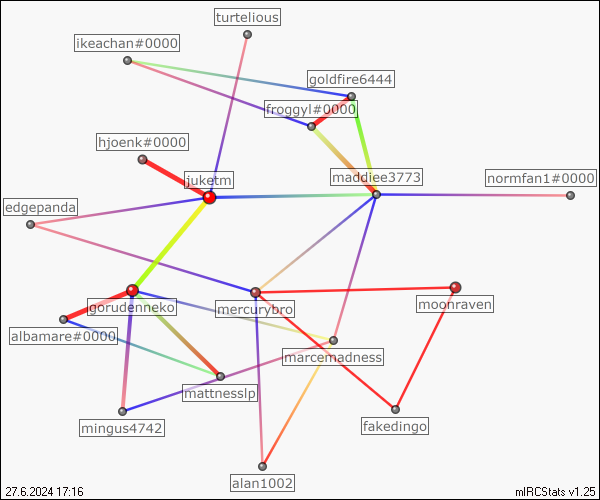 turtelious
ikeachan#0000
goldfire6444
froggyl#0000
hjoenk#0000
juketm
maddiee3773
normfan1#0000
edgepanda
gorudenneko
mercurybro
moonraven
albamare#0000
marcemadness
mattnesslp
mingus4742
fakedingo
alan1002
27.6.2024 17:16
mIRCStats v1.25